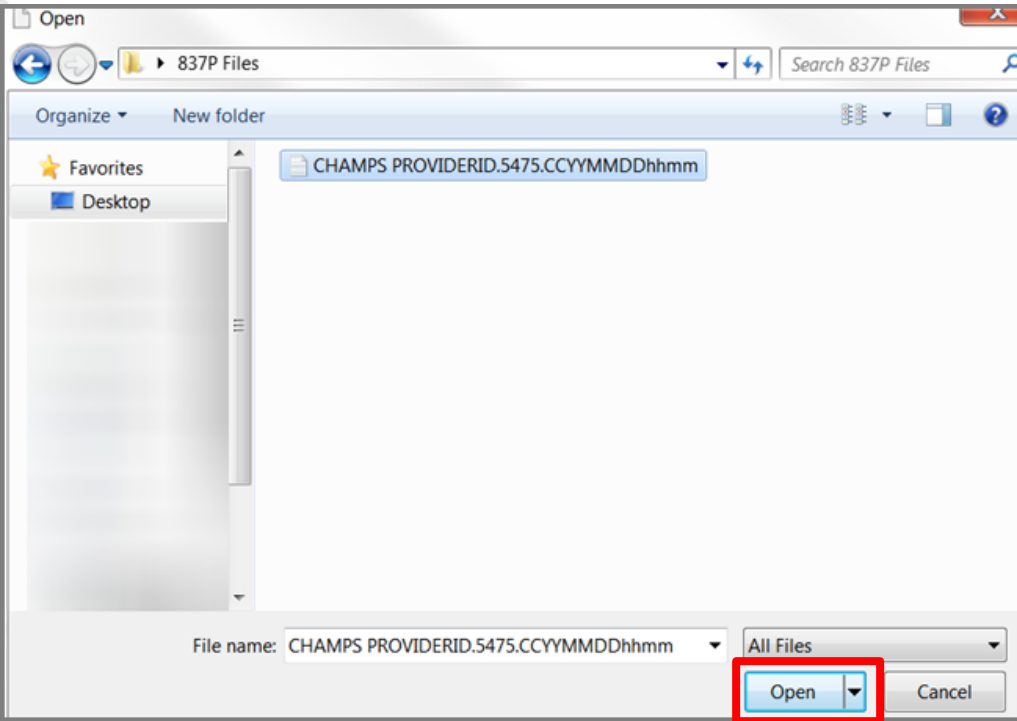 Open
837P Files
Search 837P Files
Organize
New folder
Favorites
Desktop
CHAMPS PROVIDERID.5475.CCYYMMDDhhmm
File name: CHAMPS PROVIDERID.5475.CCYYMMDDhhmm
All Files
Open
Cancel